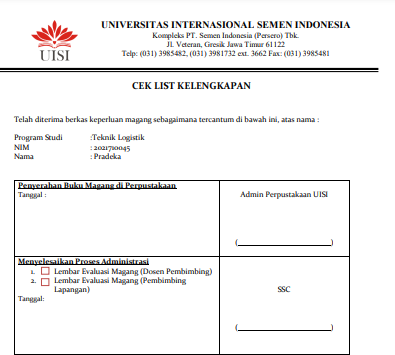 UISI
UNIVERSITAS INTERNASIONAL SEMEN INDONESIA
Kompleks PT. Semen Indonesia (Persero) Tbk.
Jl. Veteran, Gresik Jawa Timur 61122
Telp: (031) 3985482, (031) 3981732 ext. 3662 Fax: (031) 3985481
CEK LIST KELENGKAPAN
Telah diterima berkas keperluan magang sebagaimana tercantum di bawah ini, atas nama :
Program Studi :Teknik Logistik
NIM : 2021710045
Nama : Pradeka
Penyerahan Buku Magang di Perpustakaan
Tanggal :
Admin Perpustakaan UISI
(____________________)
Menyelesaikan Proses Administrasi
1. Lembar Evaluasi Magang (Dosen Pembimbing)
2. Lembar Evaluasi Magang (Pembimbing
Lapangan)
Tanggal:
SSC
(____________________)